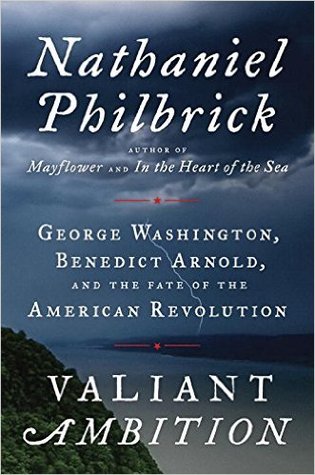 Nathaniel
Philbrick
AUTHOR OF
Mayflower AND In the Heart of the Sea
GEORGE WASHINGTON,
BENEDICT ARNOLD,
AND THE FATE OF THE
AMERICAN REVOLUTION
VALIANT
AMBITION